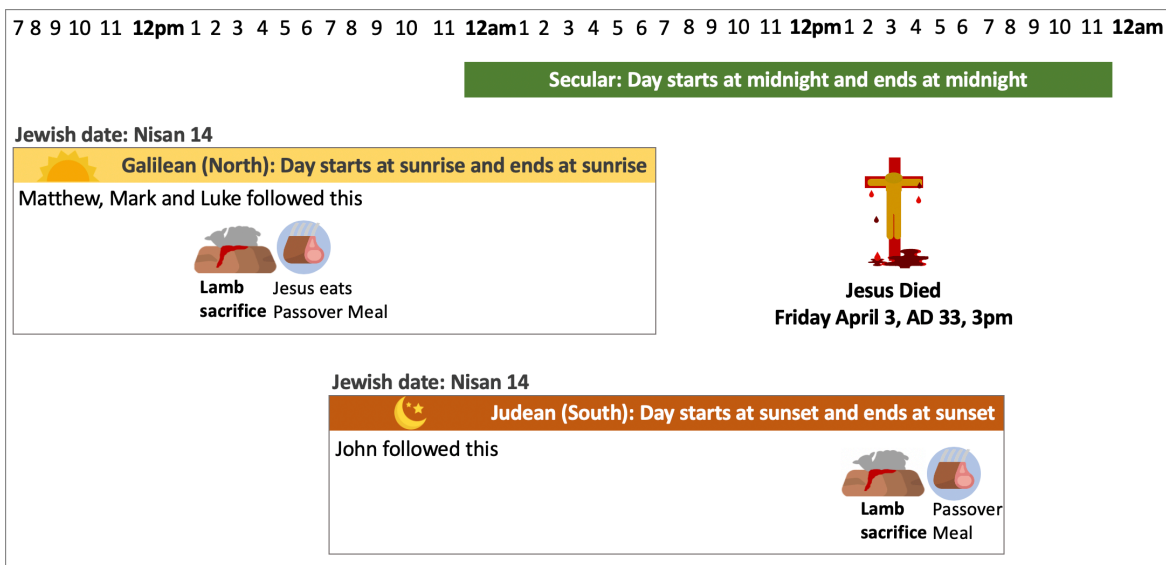 7 8 9 10 11 12pm 1 2 3 4 5 6 7 8 9 10 11 12am 1 2 3 4 5 6 7 8 9 10 11 12pm 1 2 3 4 5 6 7 8 9 10 11 12am
Secular: Day starts at midnight and ends at midnight
Jewish date: Nisan 14
Galilean (North): Day starts at sunrise and ends at sunrise
Matthew, Mark and Luke followed this
Lamb
sacrifice
Jesus eats
Passover Meal
Jesus Died
Friday April 3, AD 33, 3pm
Jewish date: Nisan 14
Judean (South): Day starts at sunset and ends at sunset
John followed this
Lamb
sacrifice
Passover
Meal